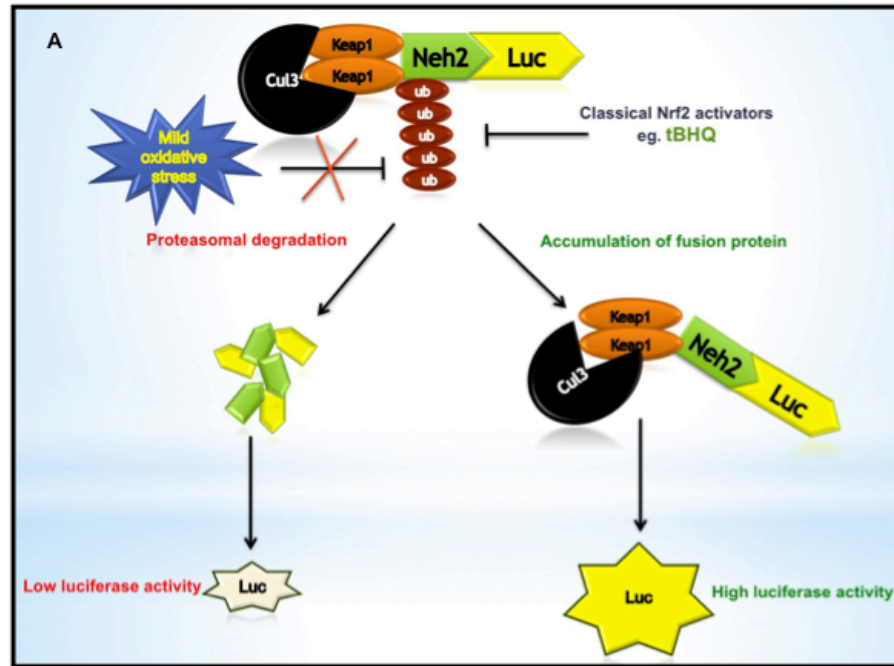 A
Keap1
Keap1
Cul3
Neh2
Luc
ub
ub
ub
ub
ub
Mild
oxidative
stress
Classical Nrf2 activators
eg. tBHQ
Proteasomal degradation
Accumulation of fusion protein
Keap1
Keap1
Cul3
Neh2
Luc
Low luciferase activity
Luc
Luc
High luciferase activity